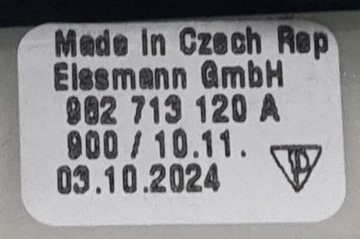 Made in Czech Rep
Eissmann GmbH
982 713 120 A
900 / 10.11.
03.10.2024